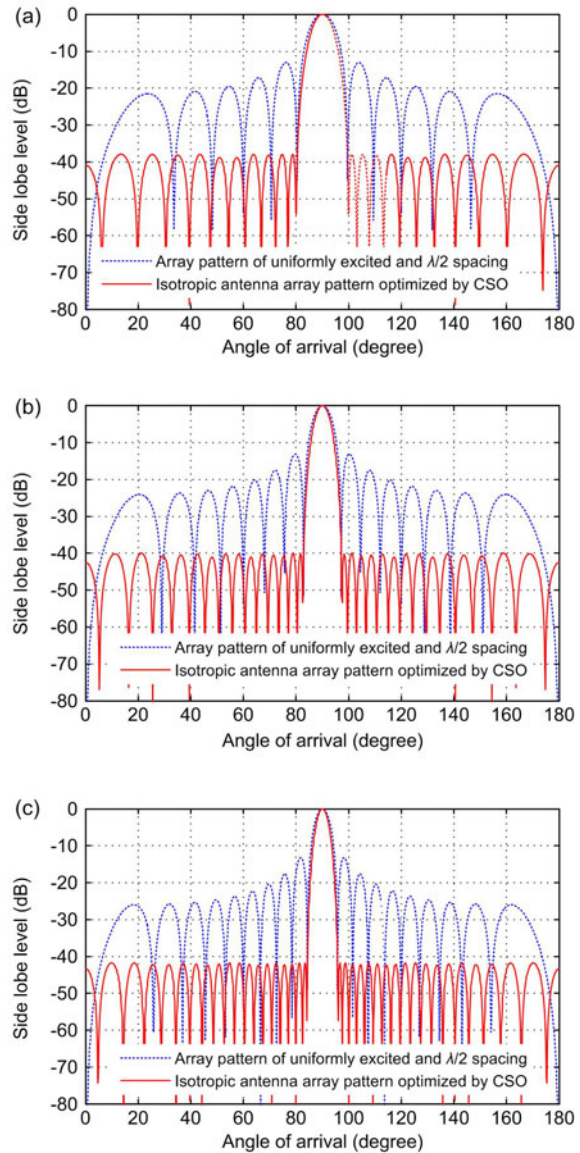 (a)
0
-10
-20
-30
-40
-50
-60
-70
-80
Side lobe level (dB)
Array pattern of uniformly excited and λ/2 spacing
Isotropic antenna array pattern optimized by CSO
0 20 40 60 80 100 120 140 160 180
Angle of arrival (degree)
(b)
0
-10
-20
-30
-40
-50
-60
-70
-80
Side lobe level (dB)
Array pattern of uniformly excited and λ/2 spacing
Isotropic antenna array pattern optimized by CSO
0 20 40 60 80 100 120 140 160 180
Angle of arrival (degree)
(c)
0
-10
-20
-30
-40
-50
-60
-70
-80
Side lobe level (dB)
Array pattern of uniformly excited and λ/2 spacing
Isotropic antenna array pattern optimized by CSO
0 20 40 60 80 100 120 140 160 180
Angle of arrival (degree)